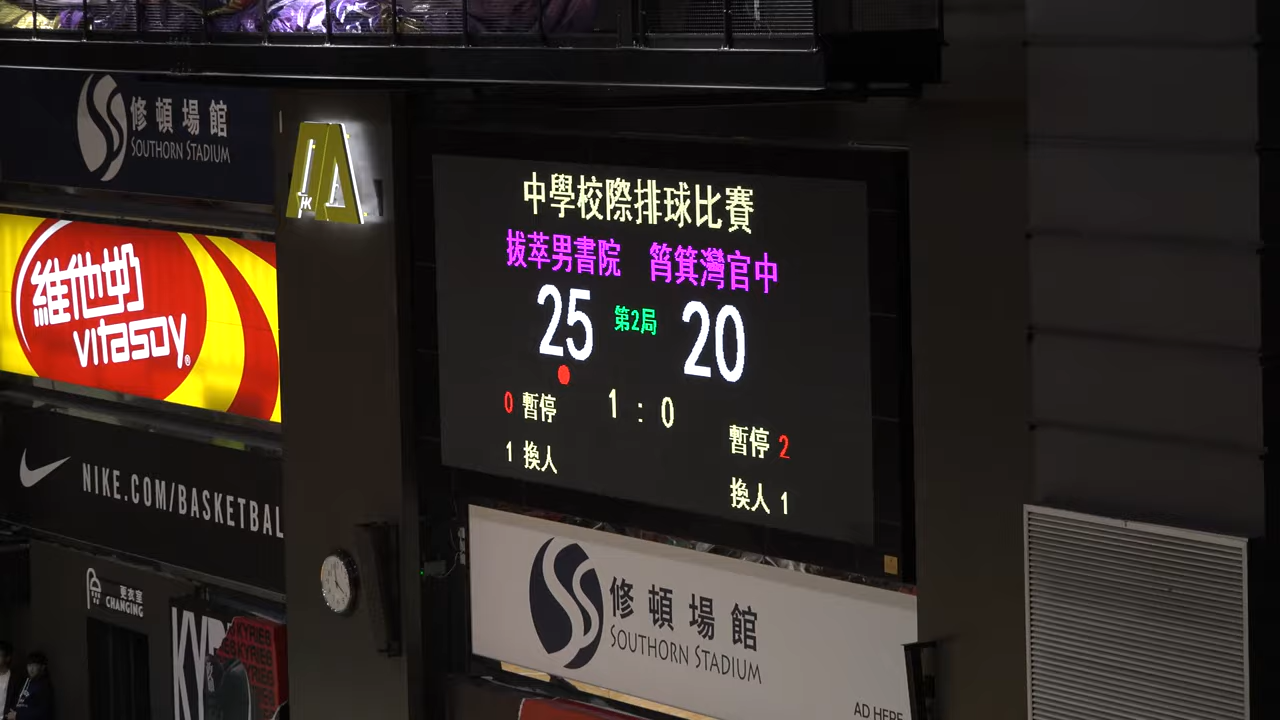 修頓場館
SOUTHORN STADIUM
HK
維他奶
vitasoy
NIKE.COM/BASKETBAL
更衣室
CHANGING
KYRIE
中學校際排球比賽
拔萃男書院 筲箕灣官中
25 第2局 20
0 暫停 1 : 0 暫停 2
1 換人 換人 1
修頓場館
SOUTHORN STADIUM
AD HERE